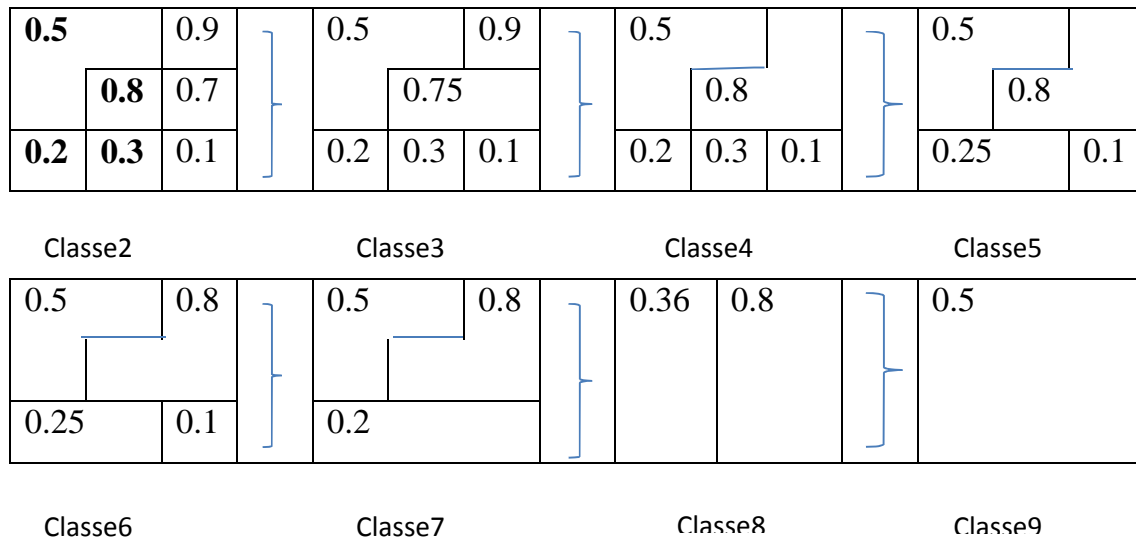 0.5 0.9 0.5 0.9 0.5 0.5
0.8 0.7 0.75 0.8 0.8
0.2 0.3 0.1 0.2 0.3 0.1 0.2 0.3 0.1 0.25 0.1
Classe2 Classe3 Classe4 Classe5
0.5 0.8 0.5 0.8 0.36 0.8 0.5
0.25 0.1 0.2
Classe6 Classe7 Classe8 Classe9